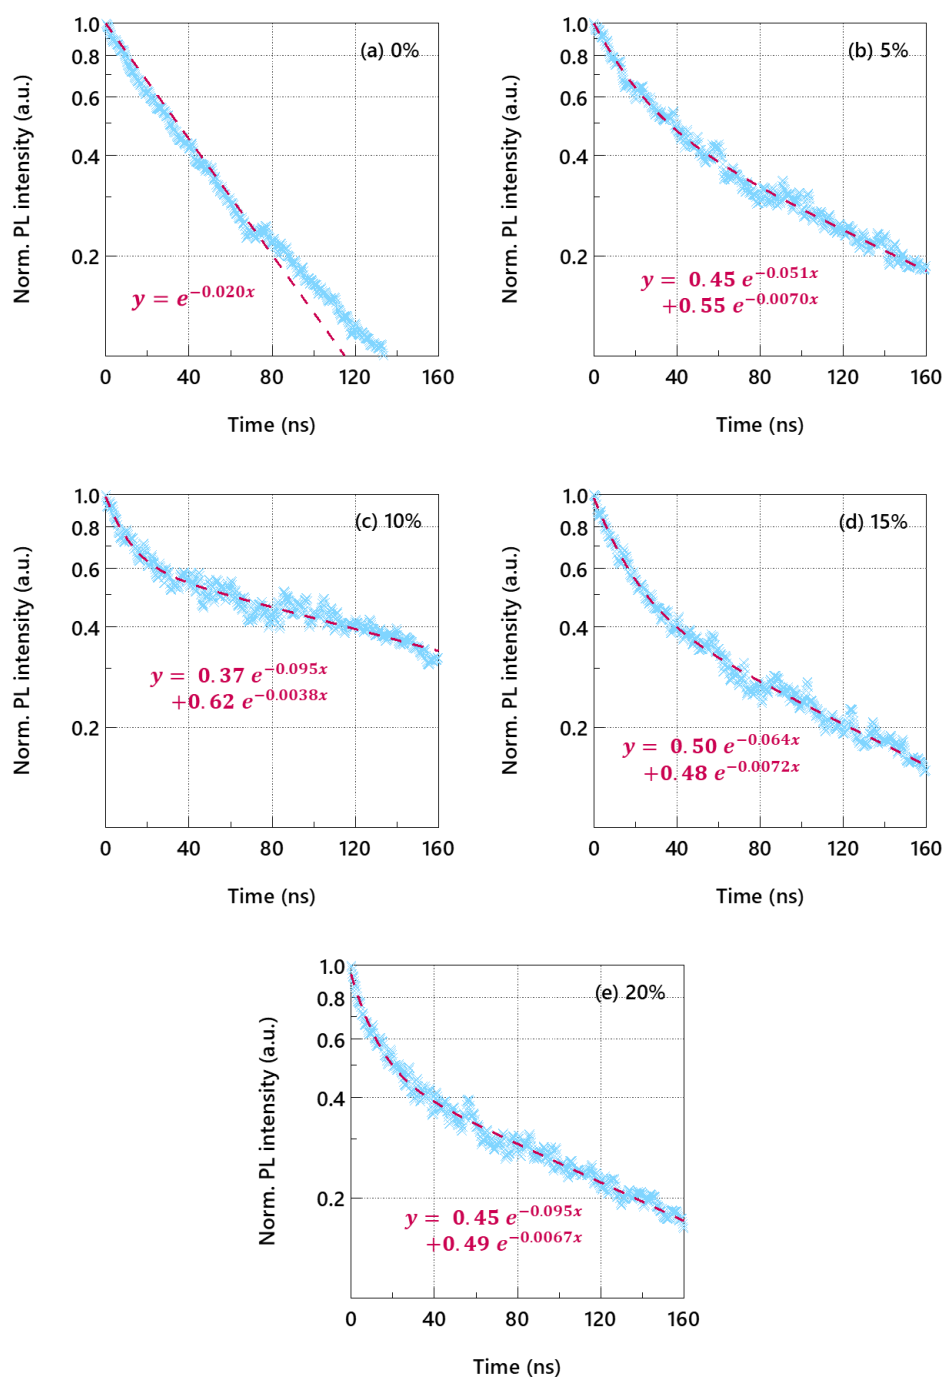 (a) 0%
Norm. PL intensity (a.u.)
1.0
0.8
0.6
0.4
0.2
y = e^{-0.020x}
0 40 80 120 160
Time (ns)
(b) 5%
Norm. PL intensity (a.u.)
1.0
0.8
0.6
0.4
0.2
y = 0.45 e^{-0.051x}
+0.55 e^{-0.0070x}
0 40 80 120 160
Time (ns)
(c) 10%
Norm. PL intensity (a.u.)
1.0
0.8
0.6
0.4
0.2
y = 0.37 e^{-0.095x}
+0.62 e^{-0.0038x}
0 40 80 120 160
Time (ns)
(d) 15%
Norm. PL intensity (a.u.)
1.0
0.8
0.6
0.4
0.2
y = 0.50 e^{-0.064x}
+0.48 e^{-0.0072x}
0 40 80 120 160
Time (ns)
(e) 20%
Norm. PL intensity (a.u.)
1.0
0.8
0.6
0.4
0.2
y = 0.45 e^{-0.095x}
+0.49 e^{-0.0067x}
0 40 80 120 160
Time (ns)